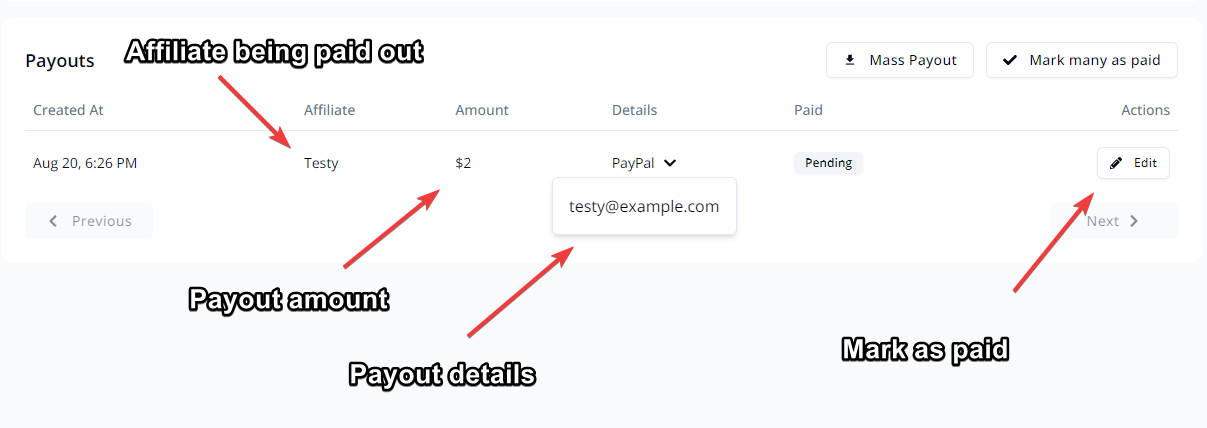 Affiliate being paid out
Payouts
Mass Payout
Mark many as paid
Created At Affiliate Amount Details Paid Actions
Aug 20, 6:26 PM Testy $2 PayPal Pending Edit
testy@example.com
Previous
Next
Payout amount
Mark as paid
Payout details